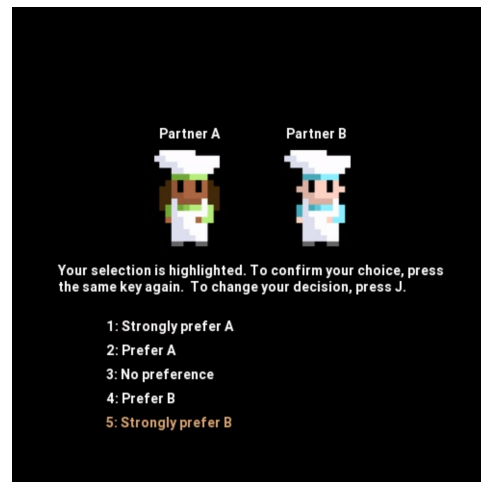 Partner A Partner B
Your selection is highlighted. To confirm your choice, press
the same key again. To change your decision, press J.
1: Strongly prefer A
2: Prefer A
3: No preference
4: Prefer B
5: Strongly prefer B